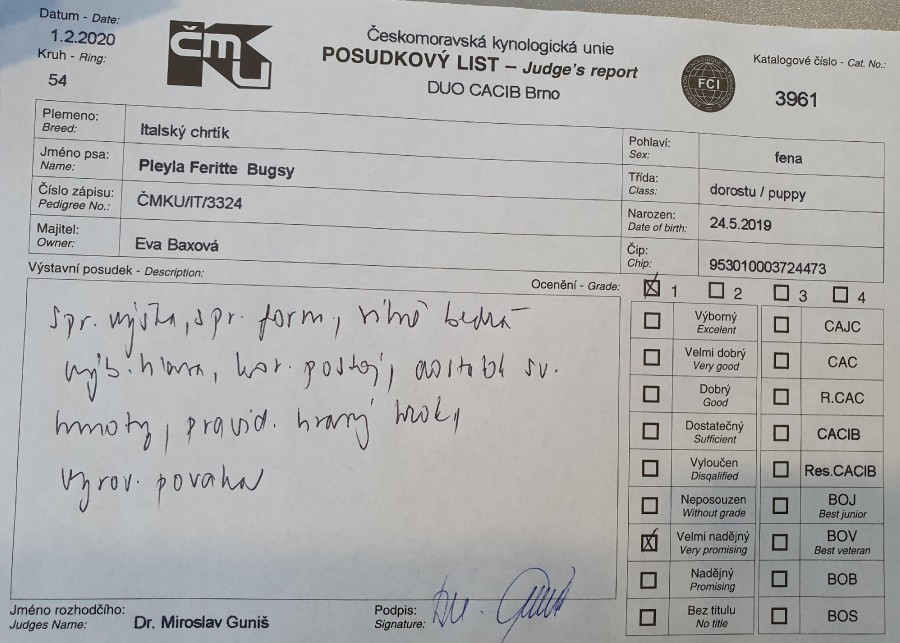 Datum - Date:
1.2.2020
Kruh - Ring:
54
ČMKU
Českomoravská kynologická unie
POSUDKOVÝ LIST – Judge's report
DUO CACIB Brno
FCI
Katalogové číslo - Cat. No.:
3961
Plemeno:
Breed:
Italský chrtík
Jméno psa:
Name:
Pleyla Feritte Bugsy
Číslo zápisu:
Pedigree No.:
ČMKU/IT/3324
Majitel:
Owner:
Eva Baxová
Pohlaví:
Sex:
fena
Třída:
Class:
dorostu / puppy
Narozen:
Date of birth:
24.5.2019
Čip:
Chip:
953010003724473
Výstavní posudek - Description:
spr. výška, spr. form,
výb. hlava, kor. postoj, sv.
hmoty, pravid. hravý krok,
vyrov. povaha
Ocenění - Grade:
1 2 3 4
Výborný
Excelent
CAJC
Velmi dobrý
Very good
CAC
Dobrý
Good
R.CAC
Dostatečný
Sufficient
CACIB
Vyloučen
Disqalified
Res.CACIB
Neposouzen
Without grade
BOJ
Best junior
Velmi nadějný
Very promising
BOV
Best veteran
Nadějný
Promising
BOB
Bez titulu
No title
BOS
Jméno rozhodčího:
Judges Name:
Dr. Miroslav Guniš
Podpis:
Signature: